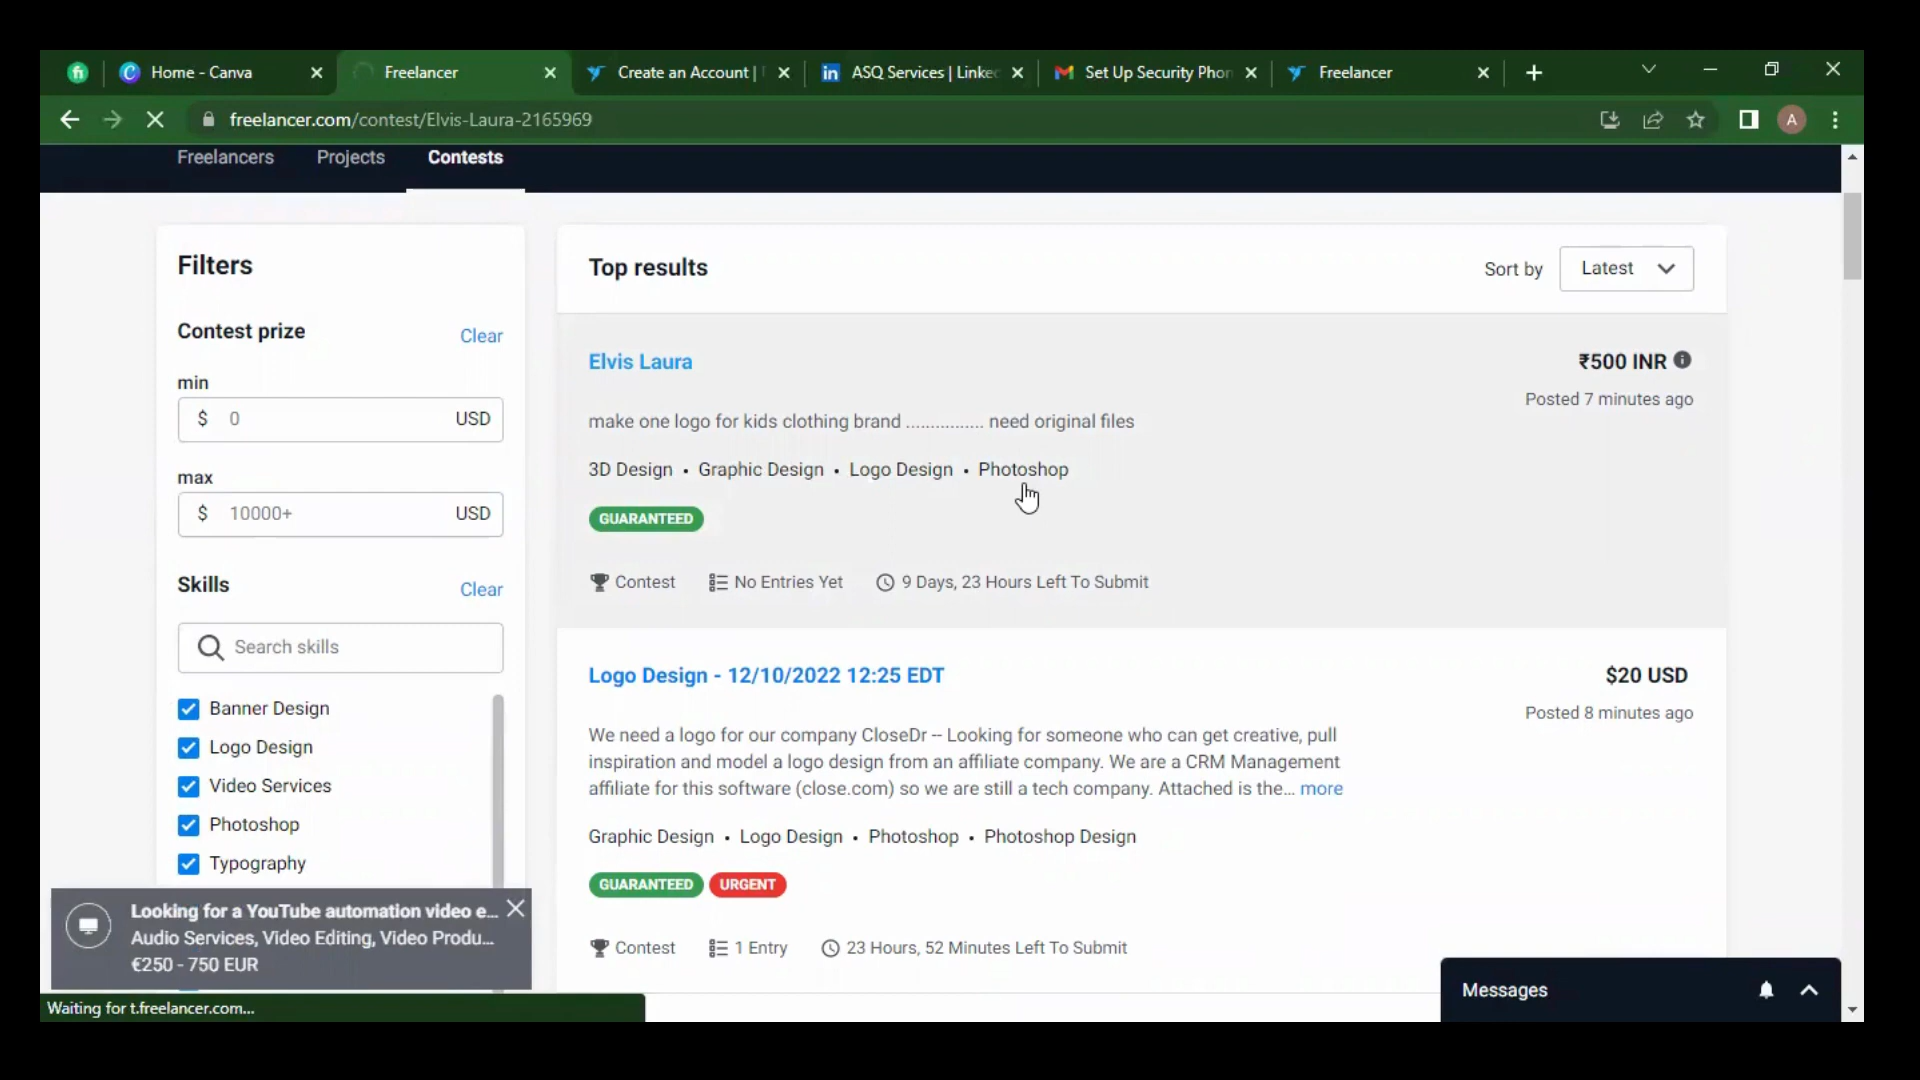 Home - Canva
Freelancer
Create an Account |
ASQ Services | Linke
Set Up Security Phon
Freelancer
freelancer.com/contest/Elvis-Laura-2165969
A
Freelancers
Projects
Contests
Filters
Contest prize
Clear
min
$ 0 USD
max
$ 10000+ USD
Skills
Clear
Search skills
Banner Design
Logo Design
Video Services
Photoshop
Typography
Top results
Sort by
Latest
Elvis Laura
₹500 INR
Posted 7 minutes ago
make one logo for kids clothing brand ................ need original files
3D Design • Graphic Design • Logo Design • Photoshop
GUARANTEED
Contest
No Entries Yet
9 Days, 23 Hours Left To Submit
Logo Design - 12/10/2022 12:25 EDT
$20 USD
Posted 8 minutes ago
We need a logo for our company CloseDr -- Looking for someone who can get creative, pull
inspiration and model a logo design from an affiliate company. We are a CRM Management
affiliate for this software (close.com) so we are still a tech company. Attached is the... more
Graphic Design • Logo Design • Photoshop • Photoshop Design
GUARANTEED
URGENT
Contest
1 Entry
23 Hours, 52 Minutes Left To Submit
Looking for a YouTube automation video e...
Audio Services, Video Editing, Video Produ...
€250 - 750 EUR
Messages
Waiting for t.freelancer.com...